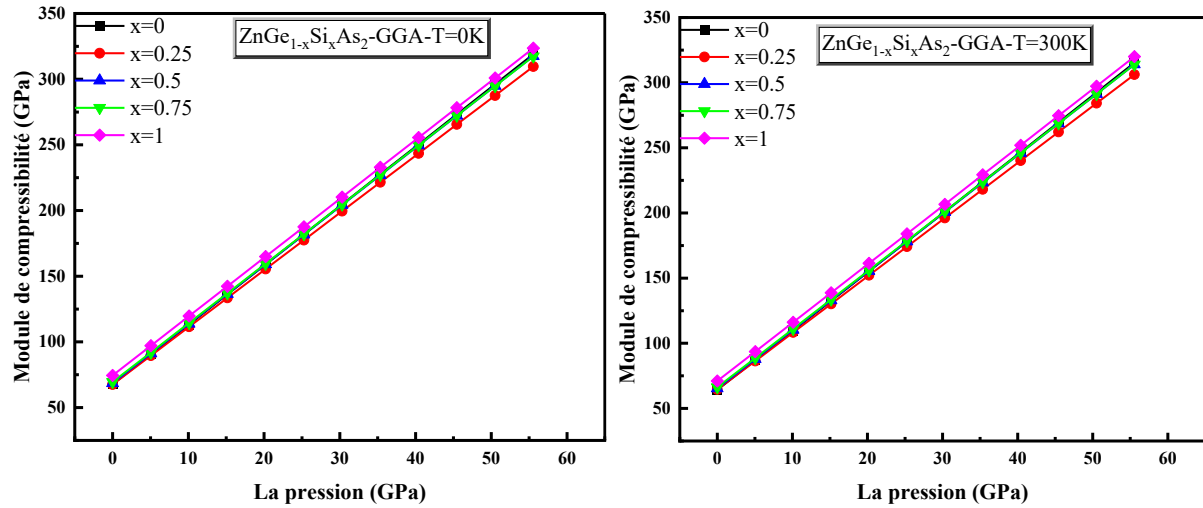 350
300
250
200
150
100
50
Module de compressibilité (GPa)
x=0
x=0.25
x=0.5
x=0.75
x=1
ZnGe1-xSixAs2-GGA-T=0K
0 10 20 30 40 50 60
La pression (GPa)
350
300
250
200
150
100
50
Module de compressibilité (GPa)
x=0
x=0.25
x=0.5
x=0.75
x=1
ZnGe1-xSixAs2-GGA-T=300K
0 10 20 30 40 50 60
La pression (GPa)